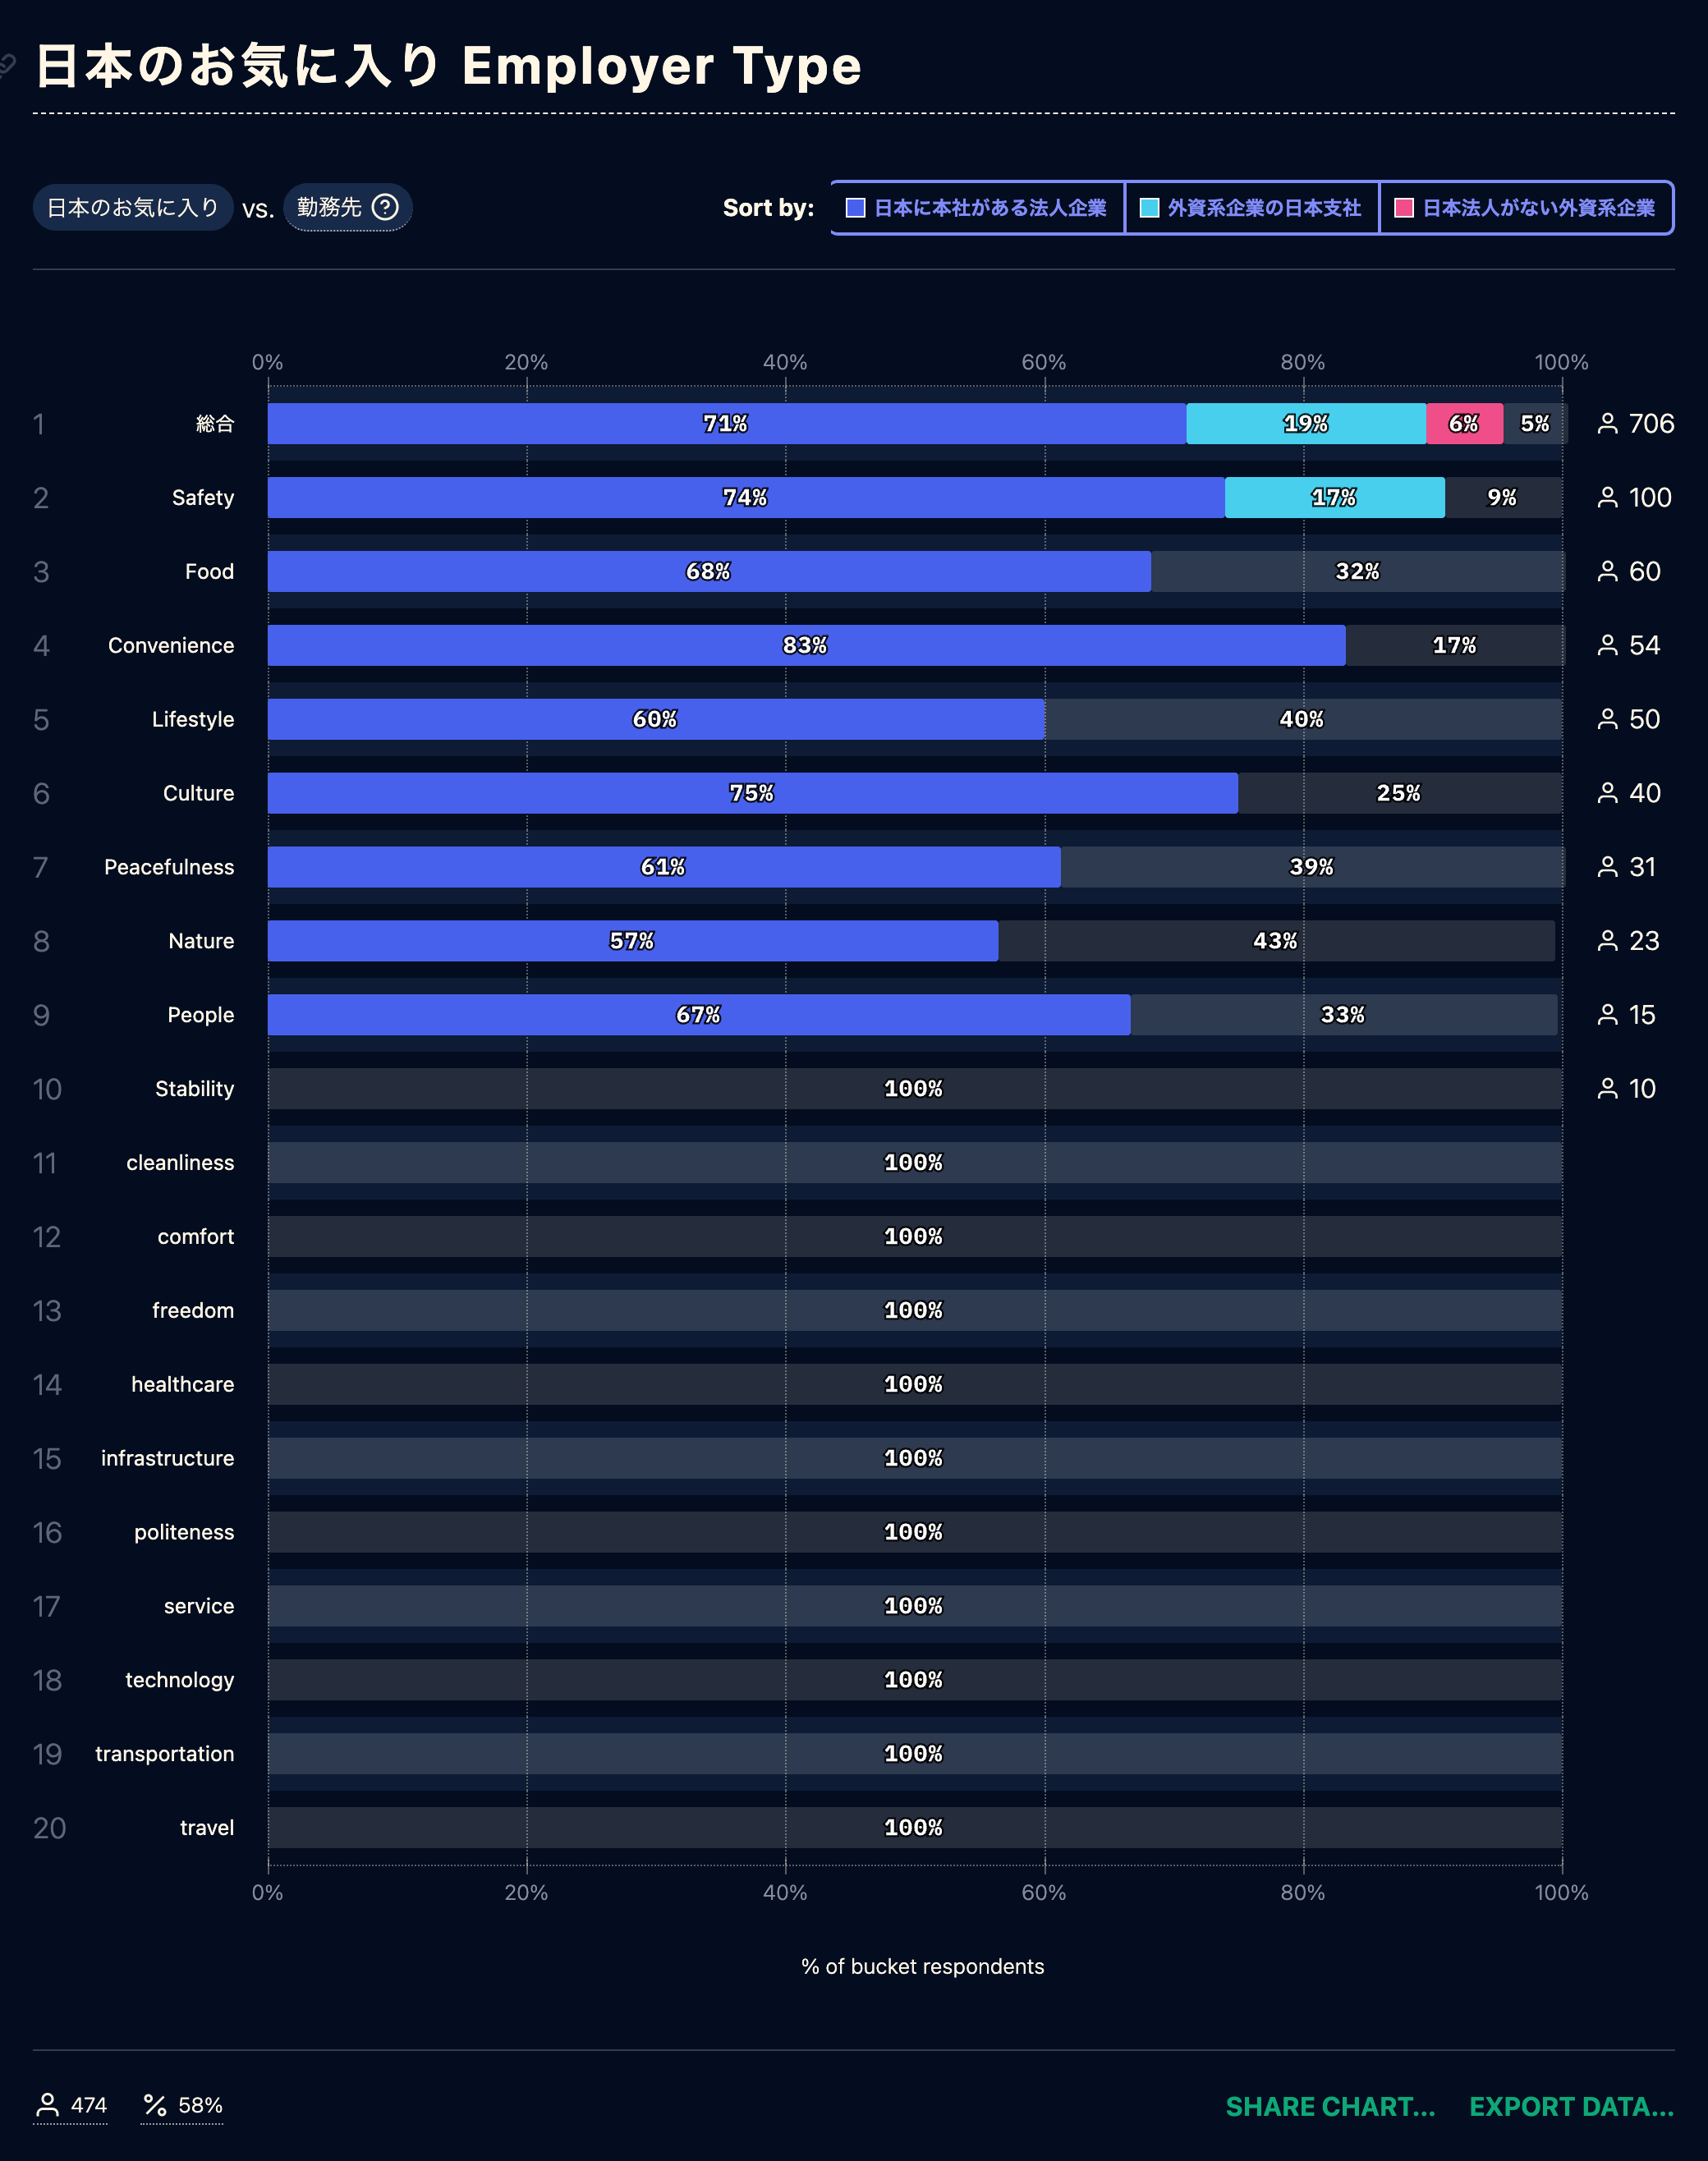 日本のお気に入り Employer Type
日本のお気に入り vs. 勤務先 ?
Sort by: 日本に本社がある法人企業 外資系企業の日本支社 日本法人がない外資系企業
0% 20% 40% 60% 80% 100%
1 総合 71% 19% 6% 5% 706
2 Safety 74% 17% 9% 100
3 Food 68% 32% 60
4 Convenience 83% 17% 54
5 Lifestyle 60% 40% 50
6 Culture 75% 25% 40
7 Peacefulness 61% 39% 31
8 Nature 57% 43% 23
9 People 67% 33% 15
10 Stability 100% 10
11 cleanliness 100%
12 comfort 100%
13 freedom 100%
14 healthcare 100%
15 infrastructure 100%
16 politeness 100%
17 service 100%
18 technology 100%
19 transportation 100%
20 travel 100%
0% 20% 40% 60% 80% 100%
% of bucket respondents
474 % 58% SHARE CHART... EXPORT DATA...